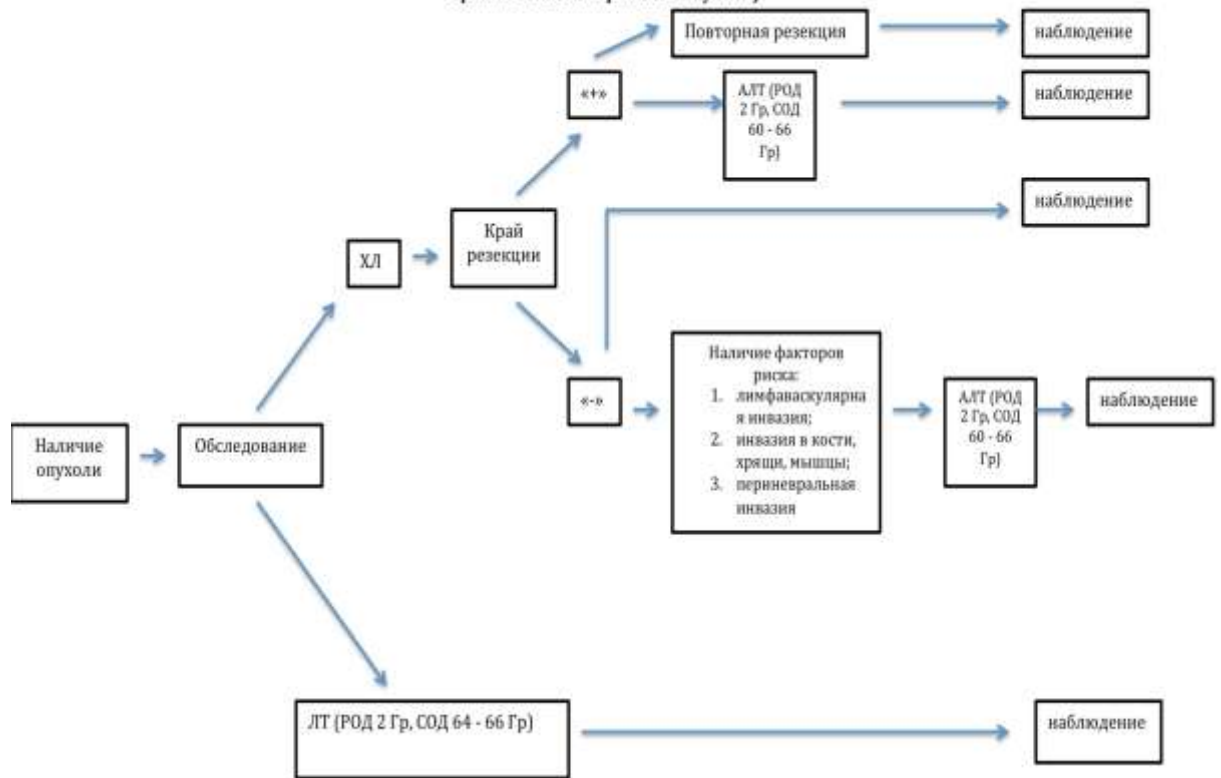 Повторная резекция
наблюдение
«+»
АЛТ (РОД
2 Гр, СОД
60 - 66
Гр)
наблюдение
наблюдение
Край
резекции
ХЛ
Наличие факторов
риска:
1. лимфаваскулярна
я инвазия;
2. инвазия в кости,
хрящи, мышцы;
3. периневральная
инвазия
«-»
АЛТ (РОД
2 Гр, СОД
60 - 66
Гр)
наблюдение
Наличие
опухоли
Обследование
ЛТ (РОД 2 Гр, СОД 64 - 66 Гр)
наблюдение